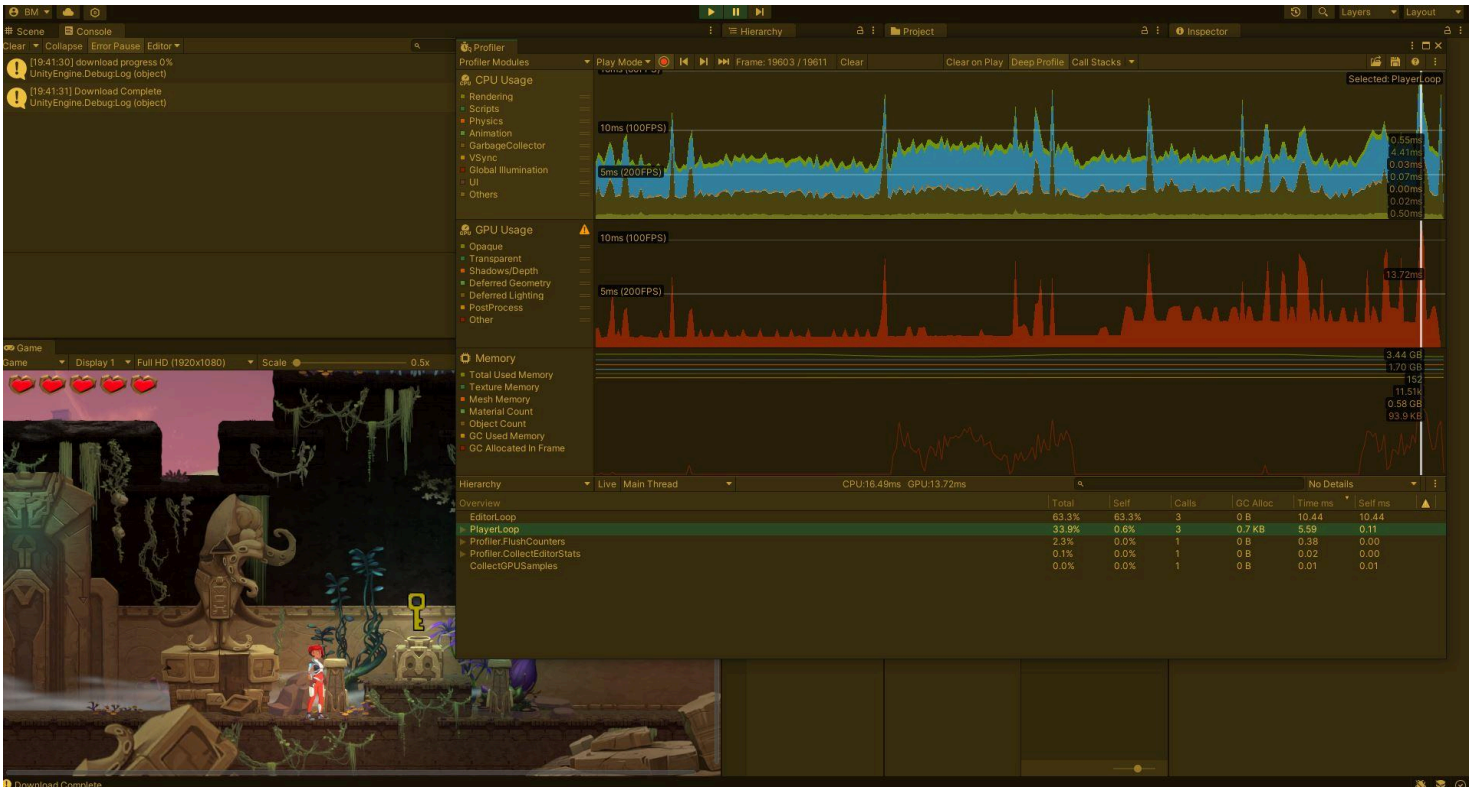 BM
Layers
Layout
Scene
Console
Hierarchy
Project
Inspector
Clear
Collapse
Error Pause
Editor
[19:41:30] download progress 0%
UnityEngine.Debug:Log (object)
[19:41:31] Download Complete
UnityEngine.Debug:Log (object)
Profiler
Profiler Modules
Play Mode
Frame: 19603 / 19611
Clear
Clear on Play
Deep Profile
Call Stacks
Selected: PlayerLoop
CPU Usage
Rendering
Scripts
Physics
Animation
GarbageCollector
VSync
Global Illumination
UI
Others
10ms (100FPS)
5ms (200FPS)
0.55ms
4.41ms
0.03ms
0.07ms
0.00ms
0.02ms
0.50ms
GPU Usage
Opaque
Transparent
Shadows/Depth
Deferred Geometry
Deferred Lighting
PostProcess
Other
10ms (100FPS)
5ms (200FPS)
13.72ms
Memory
Total Used Memory
Texture Memory
Mesh Memory
Material Count
Object Count
GC Used Memory
GC Allocated In Frame
3.44 GB
1.70 GB
152
11.51k
0.58 GB
93.9 KB
Hierarchy
Live
Main Thread
CPU:16.49ms GPU:13.72ms
No Details
Overview Total Self Calls GC Alloc Time ms Self ms
EditorLoop 63.3% 63.3% 3 0 B 10.44 10.44
PlayerLoop 33.9% 0.6% 3 0.7 KB 5.59 0.11
Profiler.FlushCounters 2.3% 0.0% 1 0 B 0.38 0.00
Profiler.CollectEditorStats 0.1% 0.0% 1 0 B 0.02 0.00
CollectGPUSamples 0.0% 0.0% 1 0 B 0.01 0.01
Game
Game
Display 1
Full HD (1920x1080)
Scale
0.5x
Download Complete